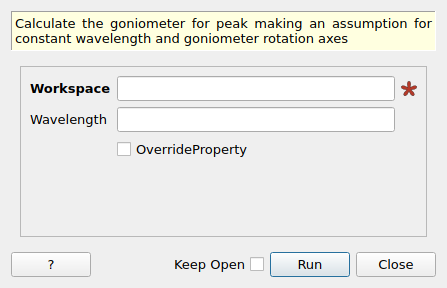 Calculate the goniometer for peak making an assumption for
constant wavelength and goniometer rotation axes
Workspace
Wavelength
OverrideProperty
? Keep Open Run Close